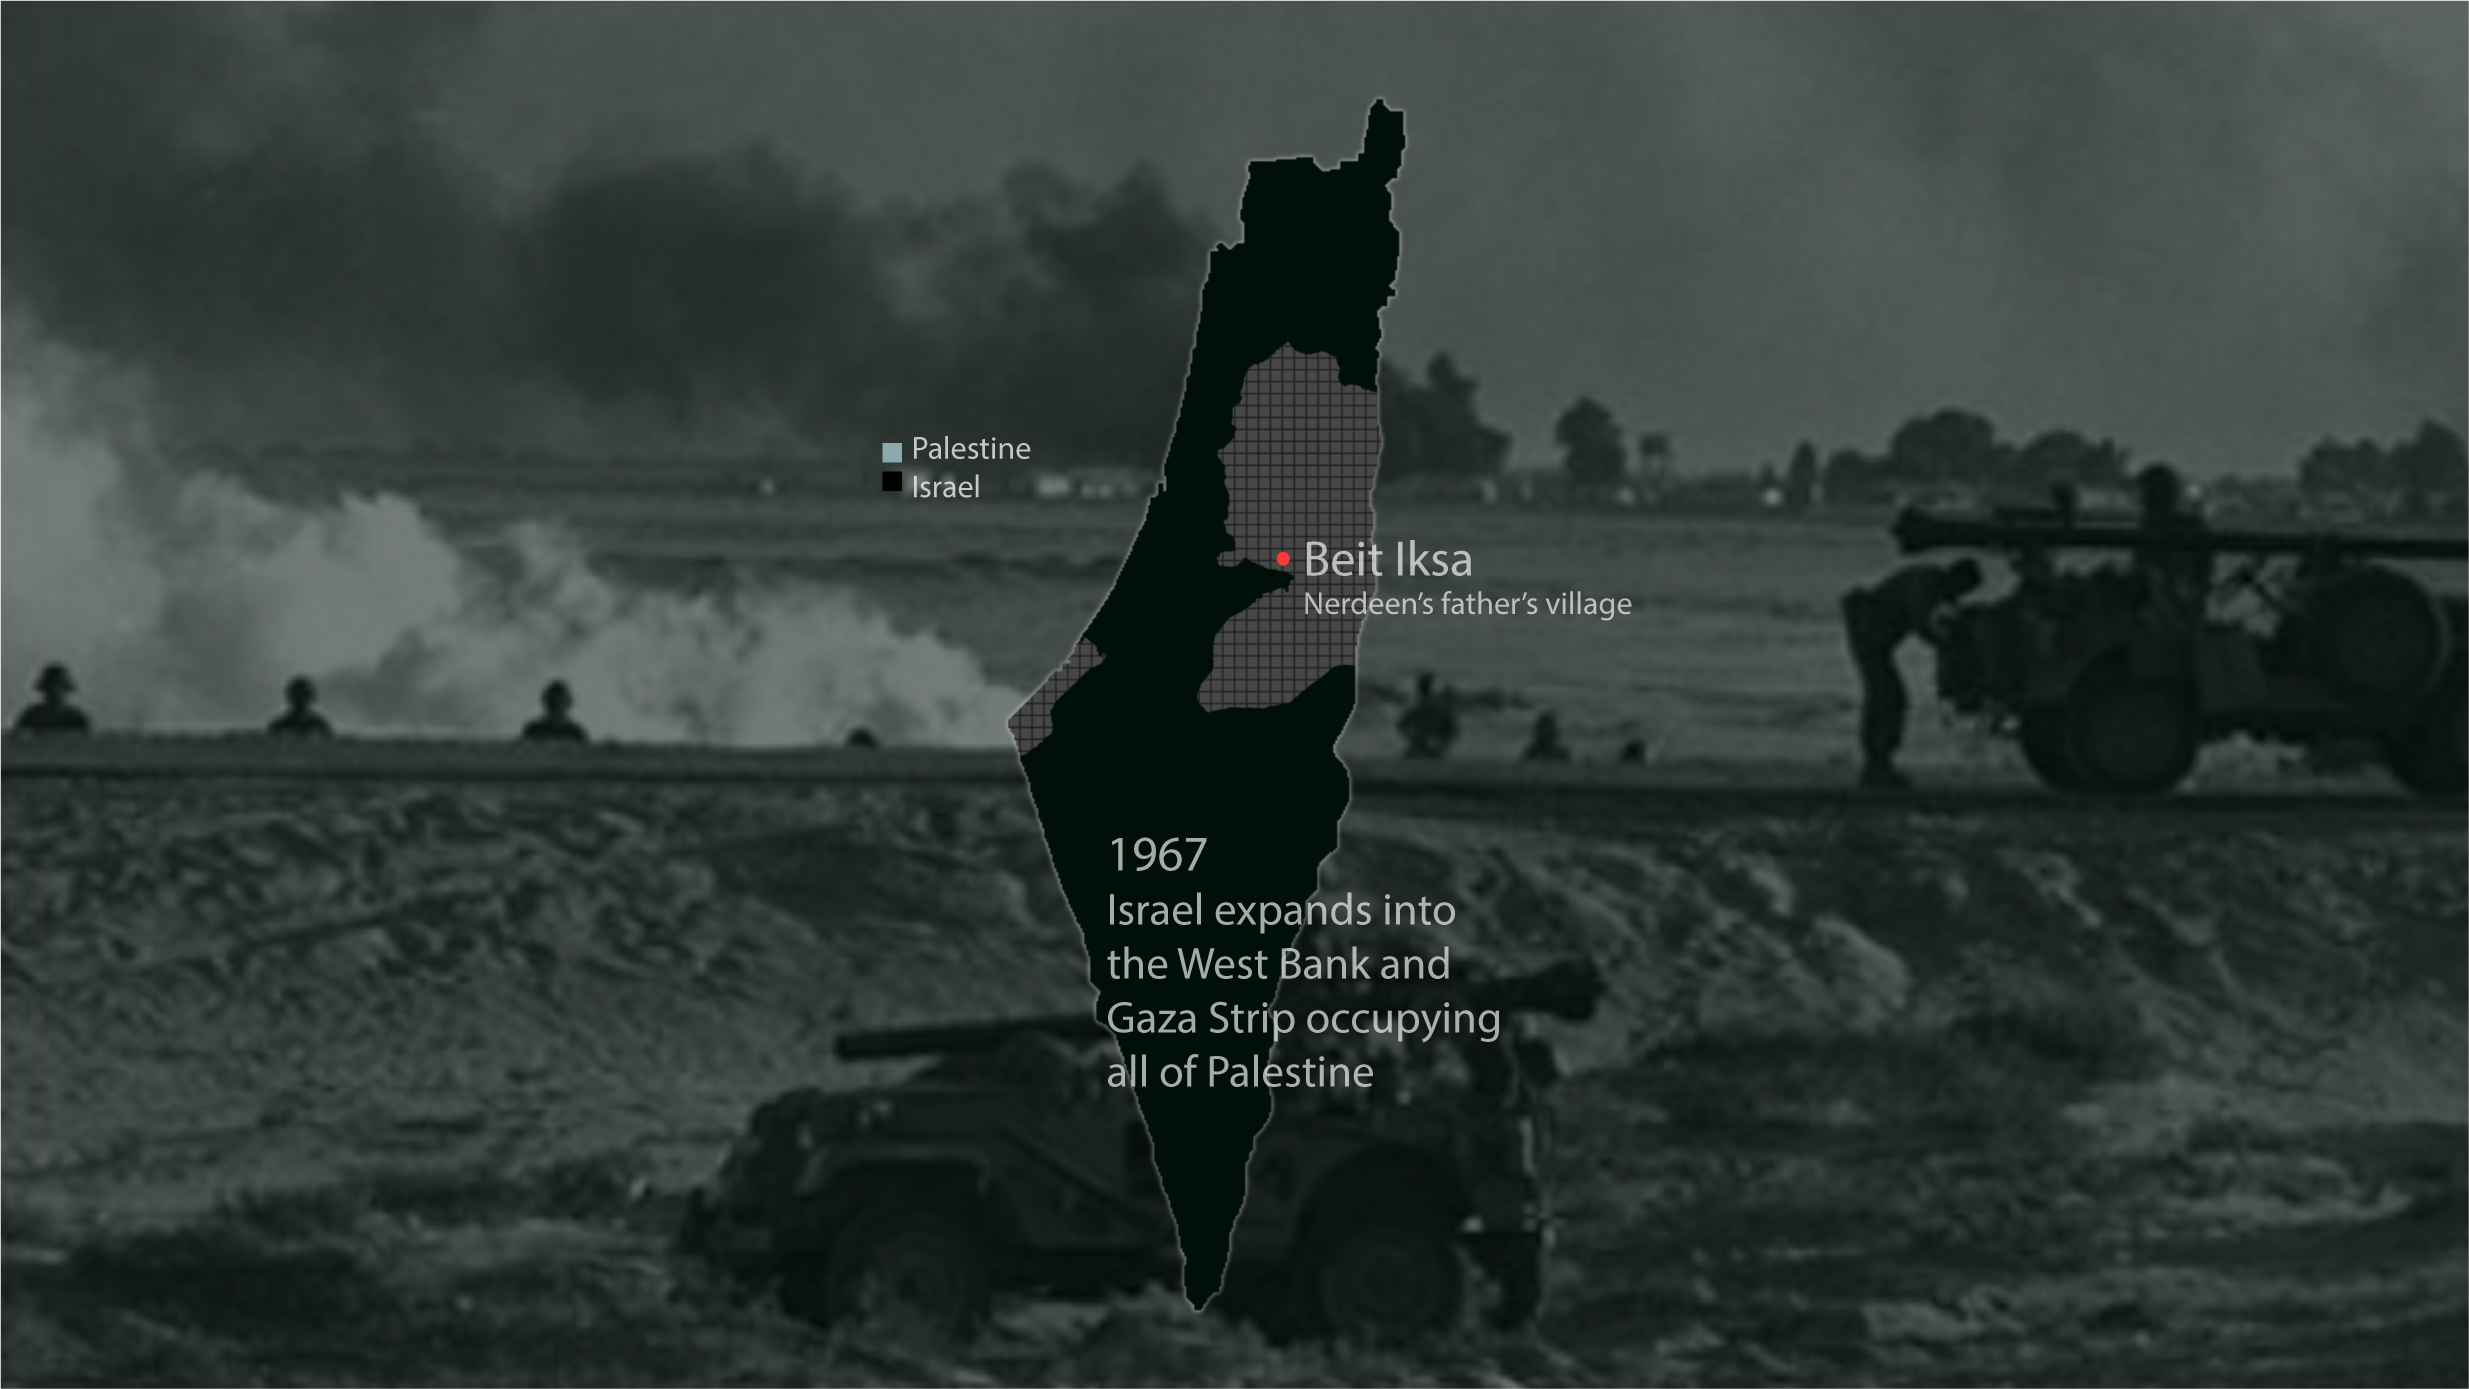 Palestine
Israel
Beit Iksa
Nerdeen’s father’s village
1967
Israel expands into
the West Bank and
Gaza Strip occupying
all of Palestine